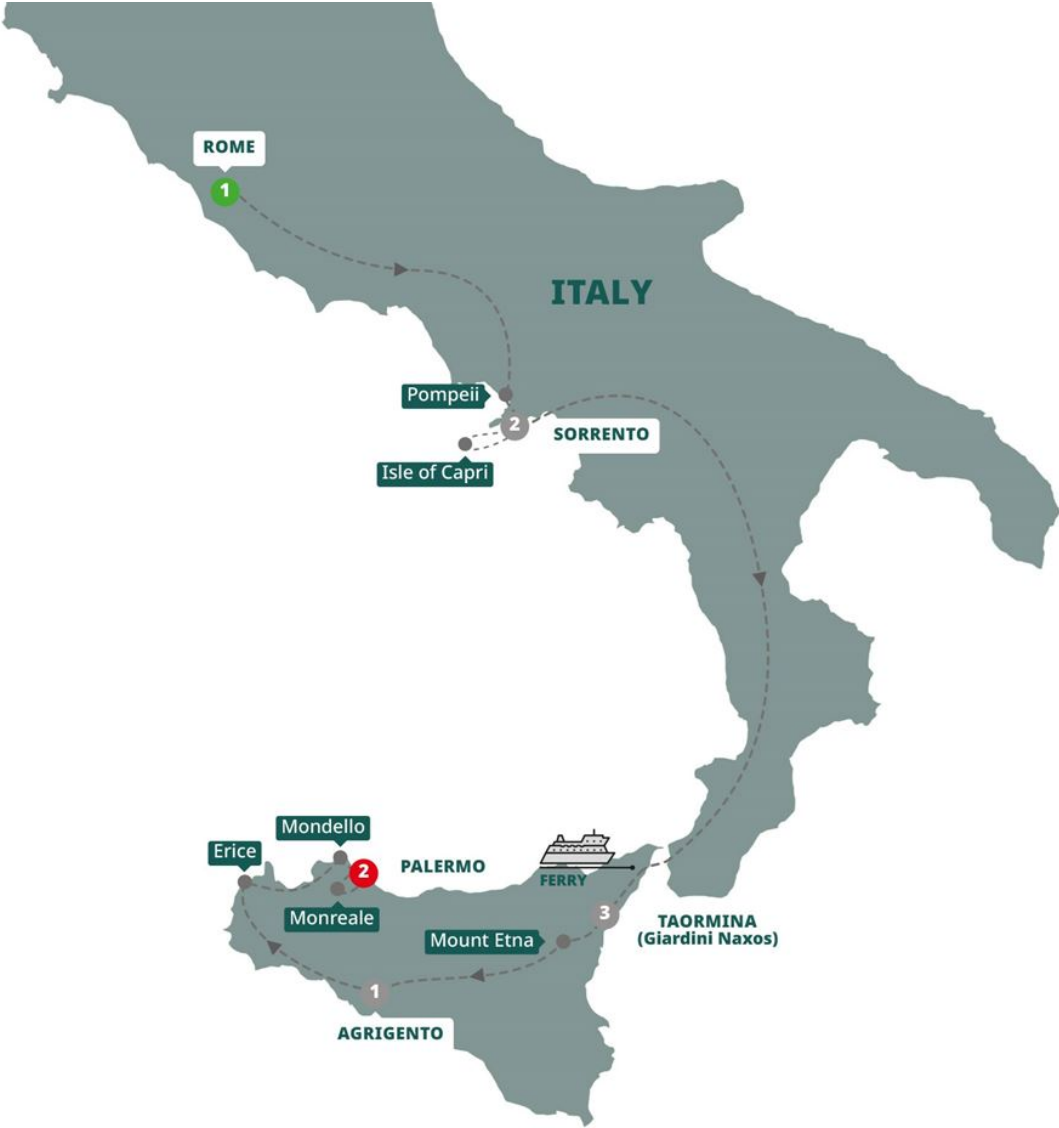 ROME
1
ITALY
Pompeii
2
SORRENTO
Isle of Capri
Mondello
Erice
2
PALERMO
FERRY
Monreale
3
TAORMINA
(Giardini Naxos)
Mount Etna
1
AGRIGENTO